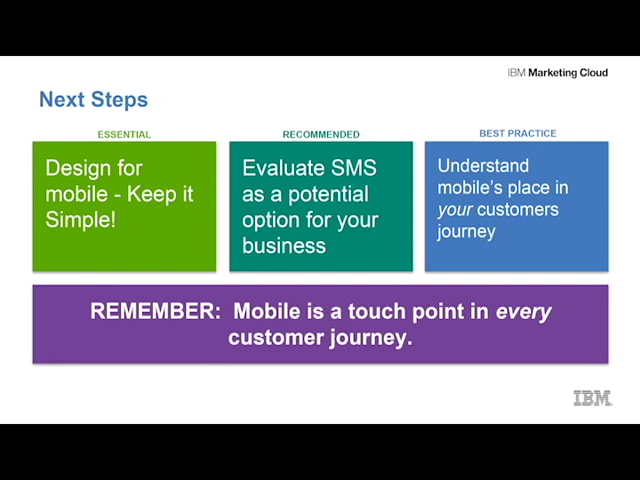 IBM Marketing Cloud
Next Steps
ESSENTIAL
Design for
mobile - Keep it
Simple!
RECOMMENDED
Evaluate SMS
as a potential
option for your
business
BEST PRACTICE
Understand
mobile's place in
your customers
journey
REMEMBER: Mobile is a touch point in every
customer journey.
IBM